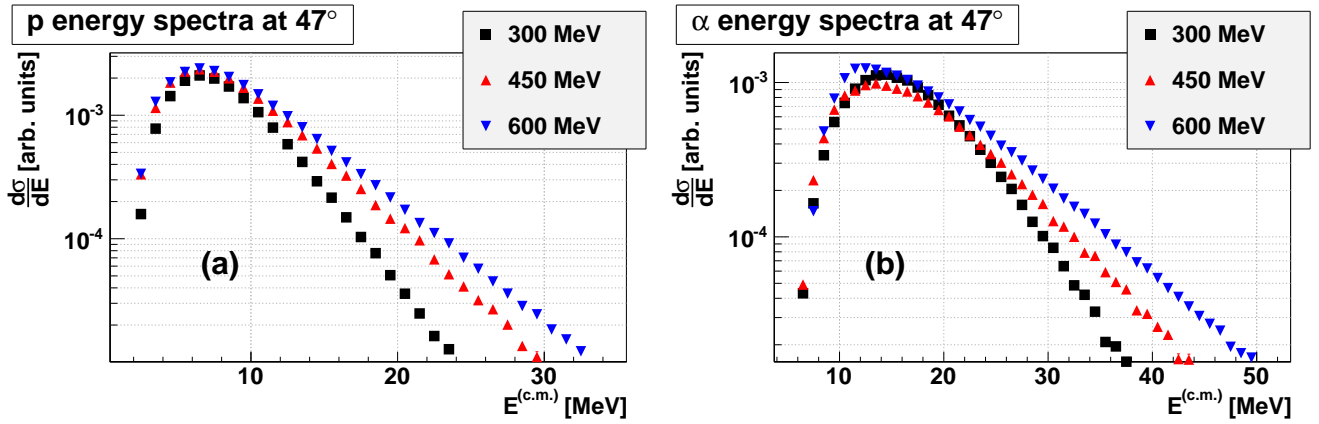 p energy spectra at 47°
300 MeV
450 MeV
600 MeV
dσ/dE [arb. units]
10⁻³
10⁻⁴
(a)
10 20 30
E^(c.m.) [MeV]
α energy spectra at 47°
300 MeV
450 MeV
600 MeV
dσ/dE [arb. units]
10⁻³
10⁻⁴
(b)
10 20 30 40 50
E^(c.m.) [MeV]